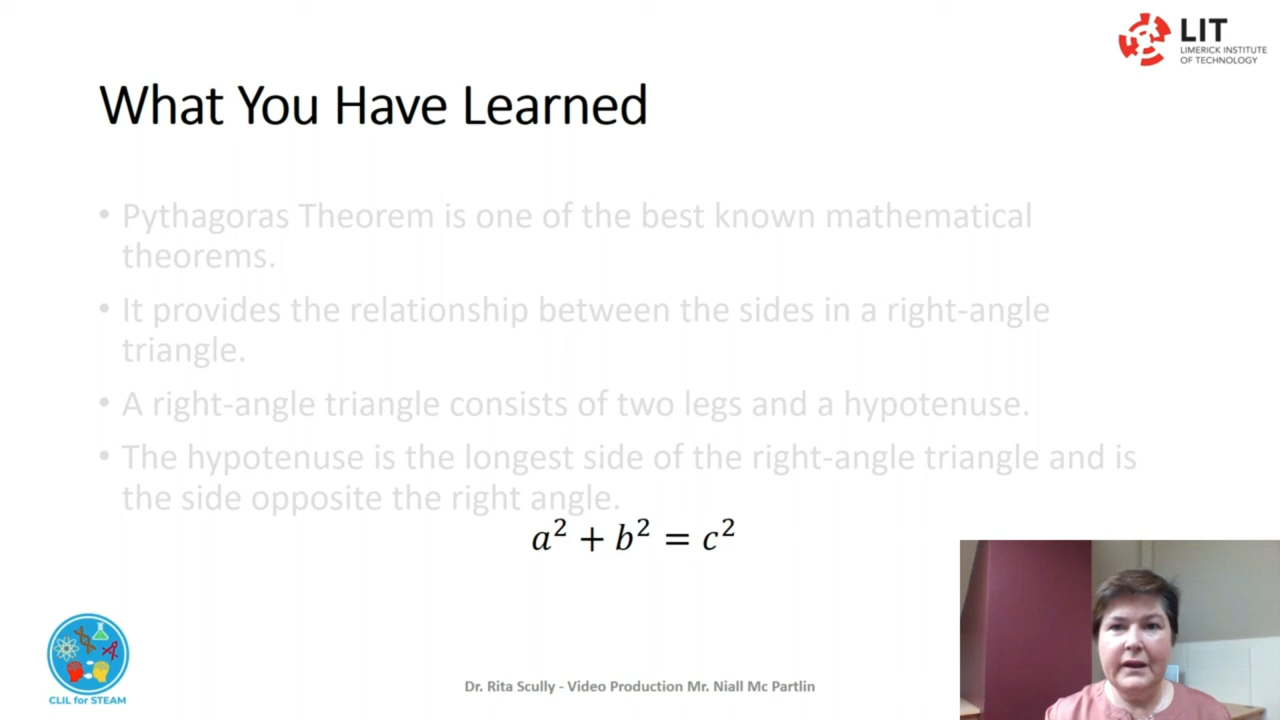 LIT
LIMERICK INSTITUTE
OF TECHNOLOGY
What You Have Learned
• Pythagoras Theorem is one of the best known mathematical
theorems.
• It provides the relationship between the sides in a right-angle
triangle.
• A right-angle triangle consists of two legs and a hypotenuse.
• The hypotenuse is the longest side of the right-angle triangle and is
the side opposite the right angle.
a² + b² = c²
CLIL for STEAM
Dr. Rita Scully - Video Production Mr. Niall Mc Partlin